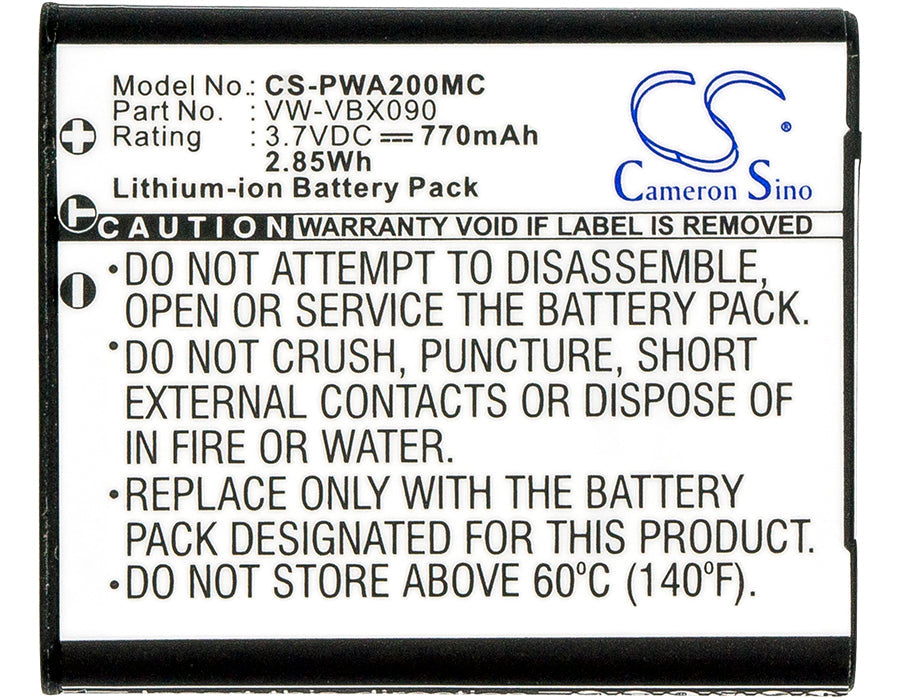 Model No.: CS-PWA200MC
Part No. : VW-VBX090
Rating : 3.7VDC ⎓ 770mAh
2.85Wh
Lithium-ion Battery Pack
CS ®
Cameron Sino
+
T
−
CAUTION WARRANTY VOID IF LABEL IS REMOVED
•DO NOT ATTEMPT TO DISASSEMBLE,
OPEN OR SERVICE THE BATTERY PACK.
•DO NOT CRUSH, PUNCTURE, SHORT
EXTERNAL CONTACTS OR DISPOSE OF
IN FIRE OR WATER.
•REPLACE ONLY WITH THE BATTERY
PACK DESIGNATED FOR THIS PRODUCT.
•DO NOT STORE ABOVE 60°C (140°F).